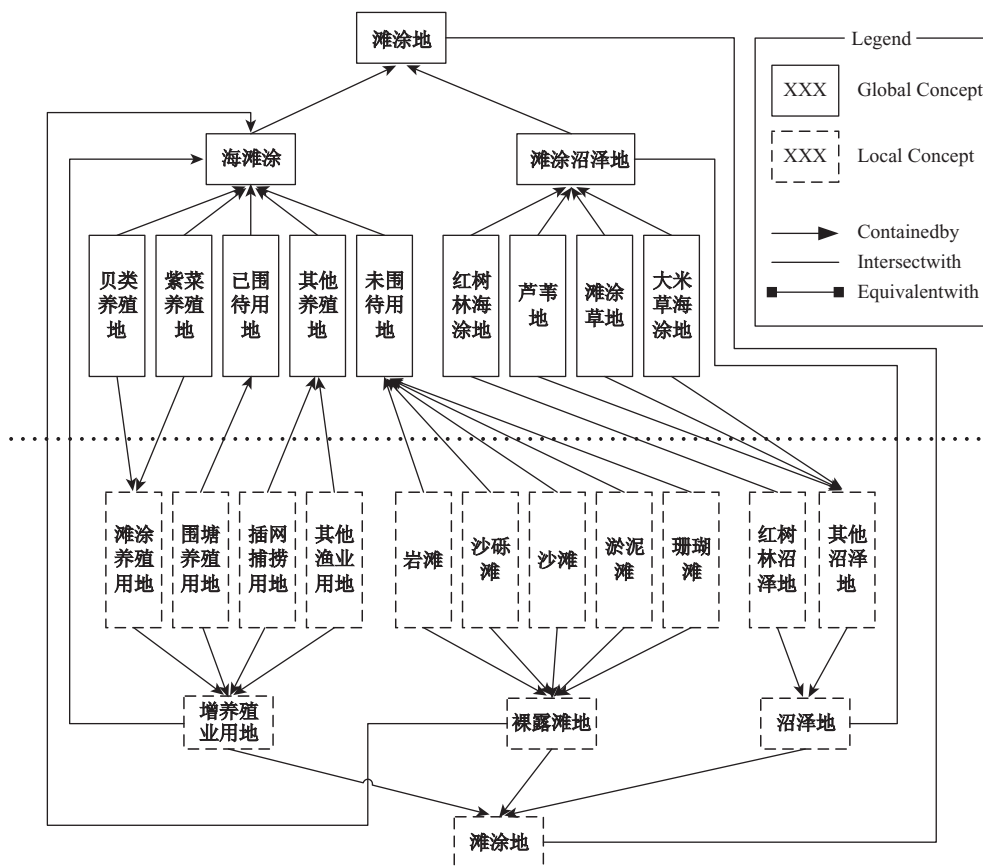 滩涂地
Legend
XXX
Global Concept
XXX
Local Concept
Containedby
Intersectwith
Equivalentwith
海滩涂
滩涂沼泽地
贝类
养殖
地
紫菜
养殖
地
已围
待用
地
其他
养殖
地
未围
待用
地
红树
林海
涂地
芦苇
地
滩涂
草地
大米
草海
涂地
滩涂
养殖
用地
围塘
养殖
用地
插网
捕捞
用地
其他
渔业
用地
岩滩
沙砾
滩
沙滩
淤泥
滩
珊瑚
滩
红树
林沼
泽地
其他
沼泽
地
增养殖
业用地
裸露滩地
沼泽地
滩涂地